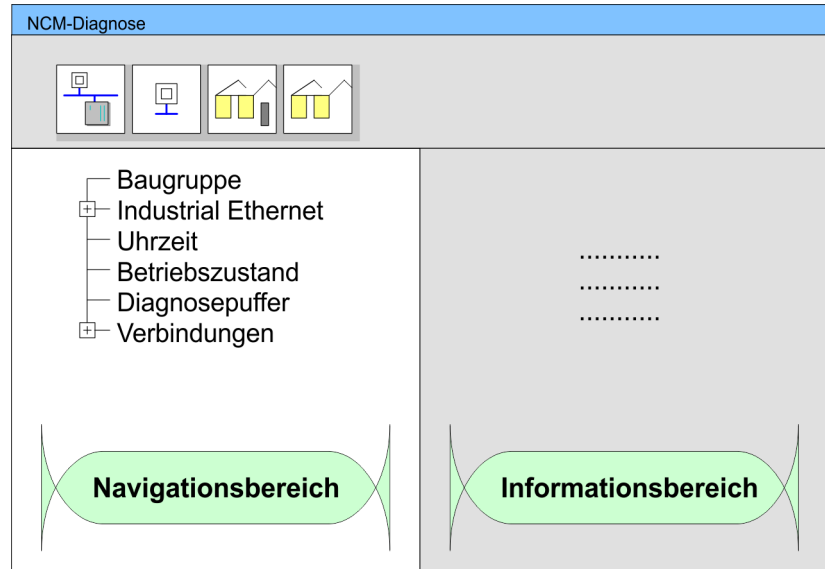 NCM-Diagnose
Baugruppe
Industrial Ethernet
Uhrzeit
Betriebszustand
Diagnosepuffer
Verbindungen
...........
...........
...........
Navigationsbereich
Informationsbereich